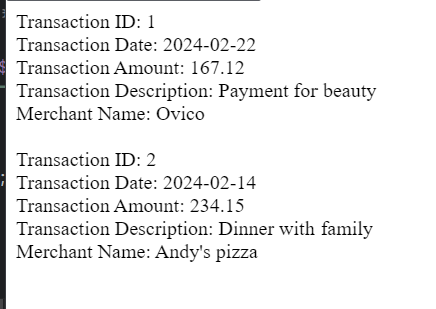 Transaction ID: 1
Transaction Date: 2024-02-22
Transaction Amount: 167.12
Transaction Description: Payment for beauty
Merchant Name: Ovico

Transaction ID: 2
Transaction Date: 2024-02-14
Transaction Amount: 234.15
Transaction Description: Dinner with family
Merchant Name: Andy's pizza